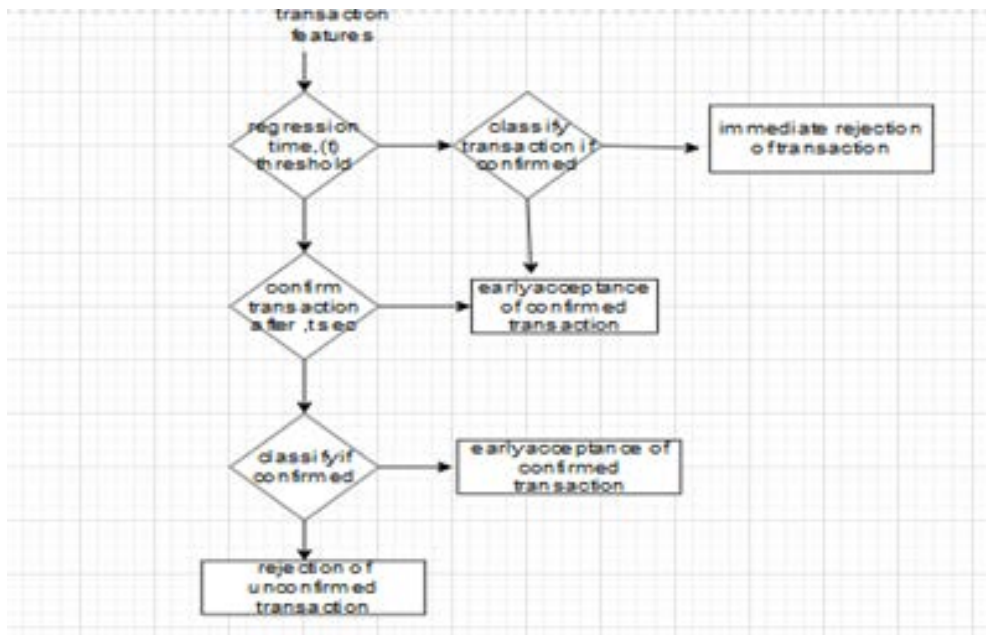 transaction
features
regression
time,(t)
threshold
classify
transaction if
confirmed
immediate rejection
of transaction
confirm
transaction
after ,t sec
early acceptance
of confirmed
transaction
classify if
confirmed
early acceptance of
confirmed
transaction
rejection of
unconfirmed
transaction